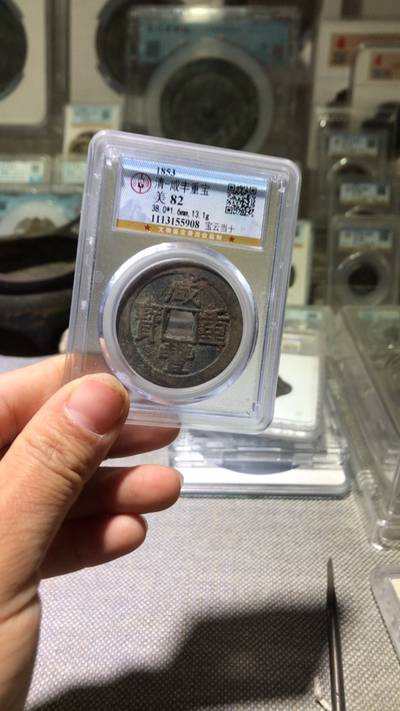 1853
清 咸丰重宝
美 82
38.0*1.6mm,13.1g
1113155908 宝云当十
咸
寳 重
豐